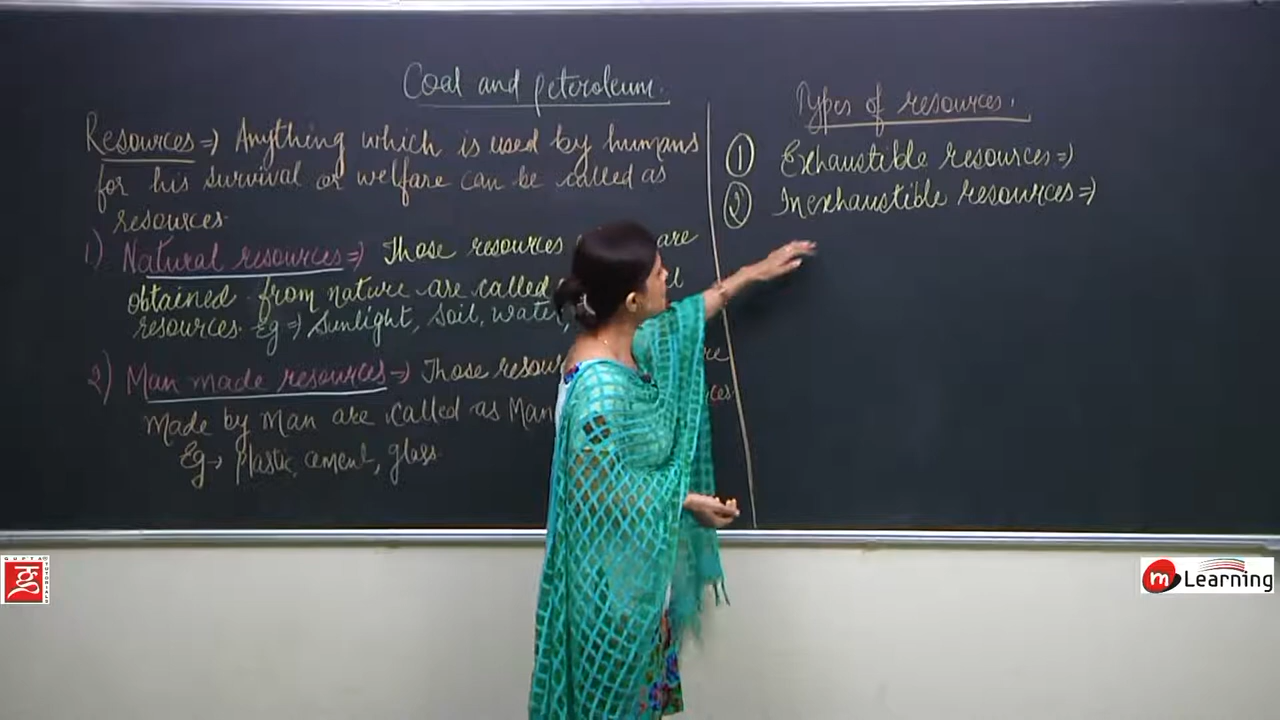 Coal and petroleum.
Resources => Anything which is used by humans
for his survival or welfare can be called as
resources.
1) Natural resources => Those resources are
obtained from nature are called
resources. Eg => Sunlight, soil, water,
2) Man made resources -> Those
made by Man are called as Man
Eg -> plastic, cement, glass.
Types of resources.
1 Exhaustible resources =>
2 Inexhaustible resources =>
GUPTA
TUTORIALS
m Learning